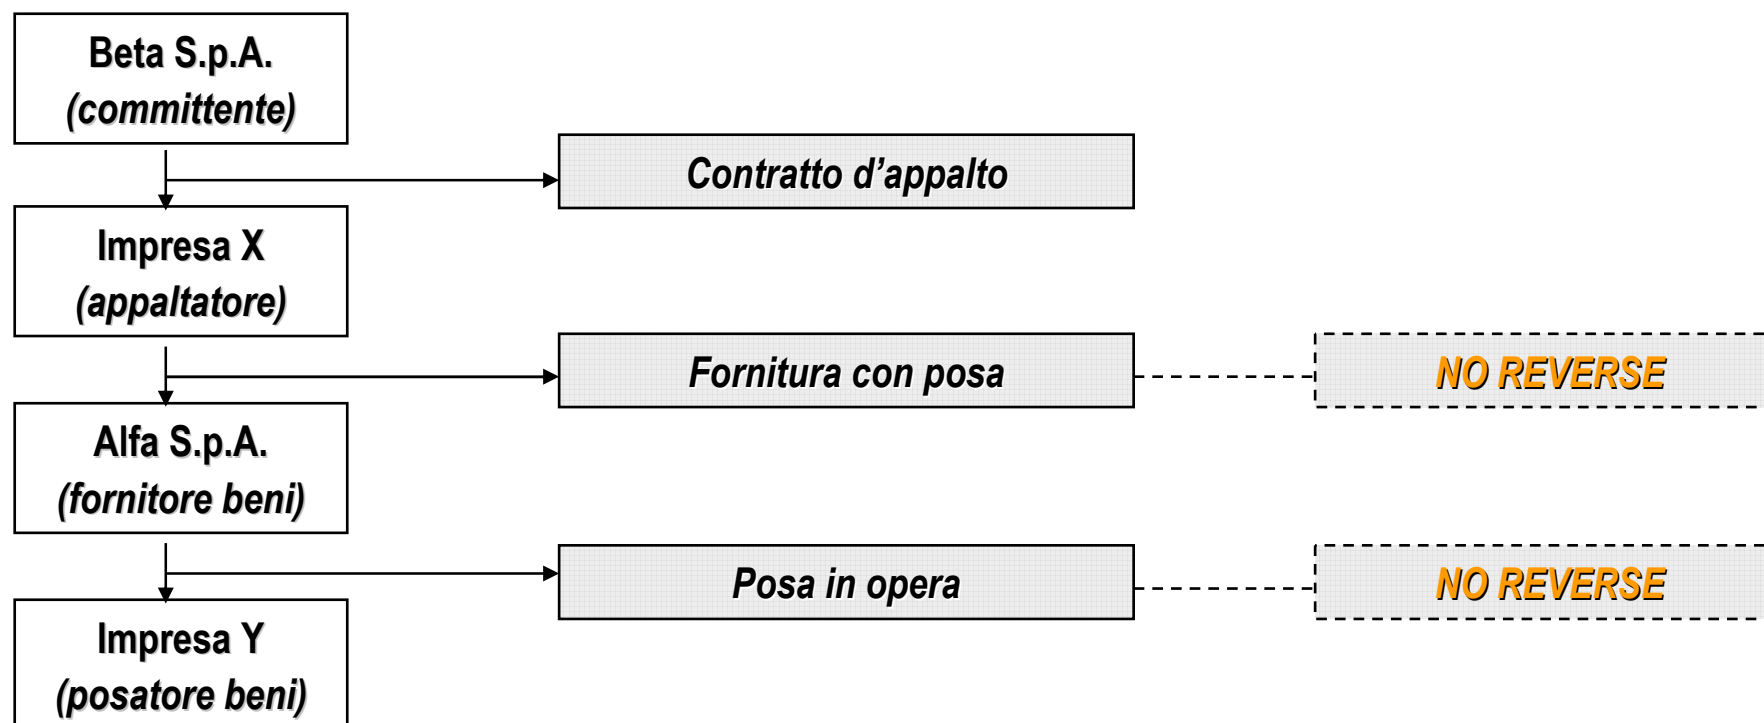 Beta S.p.A.
(committente)
Contratto d’appalto
Impresa X
(appaltatore)
Fornitura con posa
NO REVERSE
Alfa S.p.A.
(fornitore beni)
Posa in opera
NO REVERSE
Impresa Y
(posatore beni)